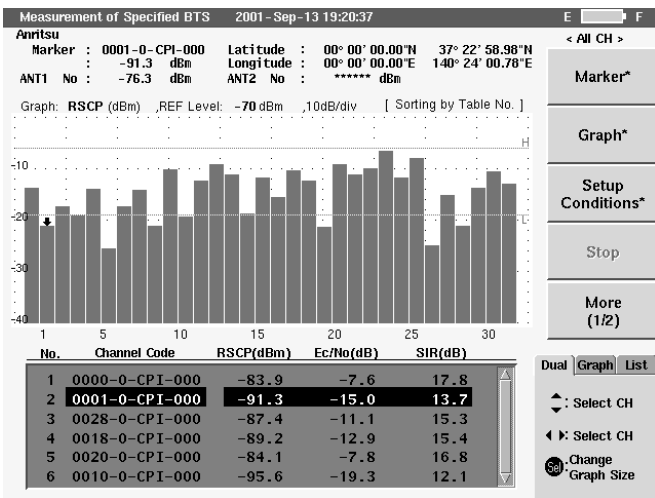 Measurement of Specified BTS 2001-Sep-13 19:20:37 E F
Anritsu
Marker : 0001-0-CPI-000 Latitude : 00° 00' 00.00"N 37° 22' 58.98"N
: -91.3 dBm Longitude : 00° 00' 00.00"E 140° 24' 00.78"E
ANT1 No : -76.3 dBm ANT2 No : ****** dBm
Graph: RSCP (dBm) ,REF Level: -70 dBm ,10dB/div [ Sorting by Table No. ]
H
-10
-20
L
-30
-40
1 5 10 15 20 25 30
No. Channel Code RSCP(dBm) Ec/No(dB) SIR(dB)
1 0000-0-CPI-000 -83.9 -7.6 17.8
2 0001-0-CPI-000 -91.3 -15.0 13.7
3 0028-0-CPI-000 -87.4 -11.1 15.3
4 0018-0-CPI-000 -89.2 -12.9 15.4
5 0020-0-CPI-000 -84.1 -7.8 16.8
6 0010-0-CPI-000 -95.6 -19.3 12.1
< All CH >
Marker*
Graph*
Setup
Conditions*
Stop
More
(1/2)
Dual Graph List
: Select CH
: Select CH
Sel :Change
Graph Size